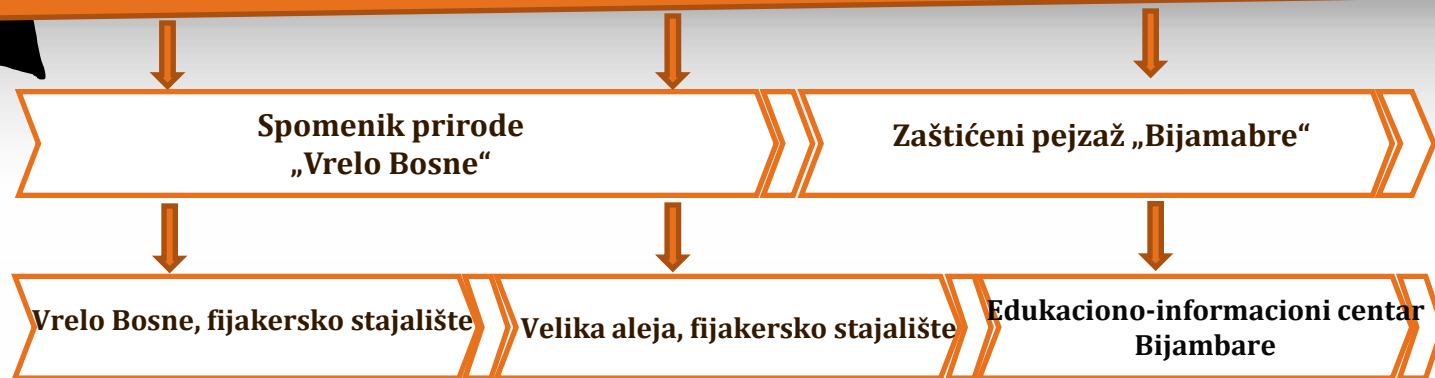 Spomenik prirode
„Vrelo Bosne“
Zaštićeni pejzaž „Bijamabre“
Vrelo Bosne, fijakersko stajalište
Velika aleja, fijakersko stajalište
Edukaciono-informacioni centar
Bijambare